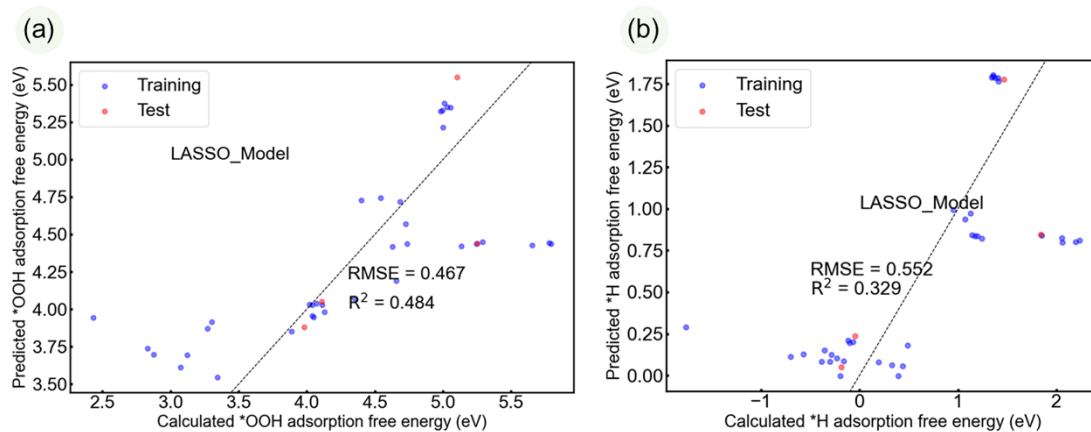 (a)
Predicted *OOH adsorption free energy (eV)
5.50
5.25
5.00
4.75
4.50
4.25
4.00
3.75
3.50
Training
Test
LASSO_Model
RMSE = 0.467
R² = 0.484
2.5 3.0 3.5 4.0 4.5 5.0 5.5
Calculated *OOH adsorption free energy (eV)
(b)
Predicted *H adsorption free energy (eV)
1.75
1.50
1.25
1.00
0.75
0.50
0.25
0.00
Training
Test
LASSO_Model
RMSE = 0.552
R² = 0.329
−1 0 1 2
Calculated *H adsorption free energy (eV)